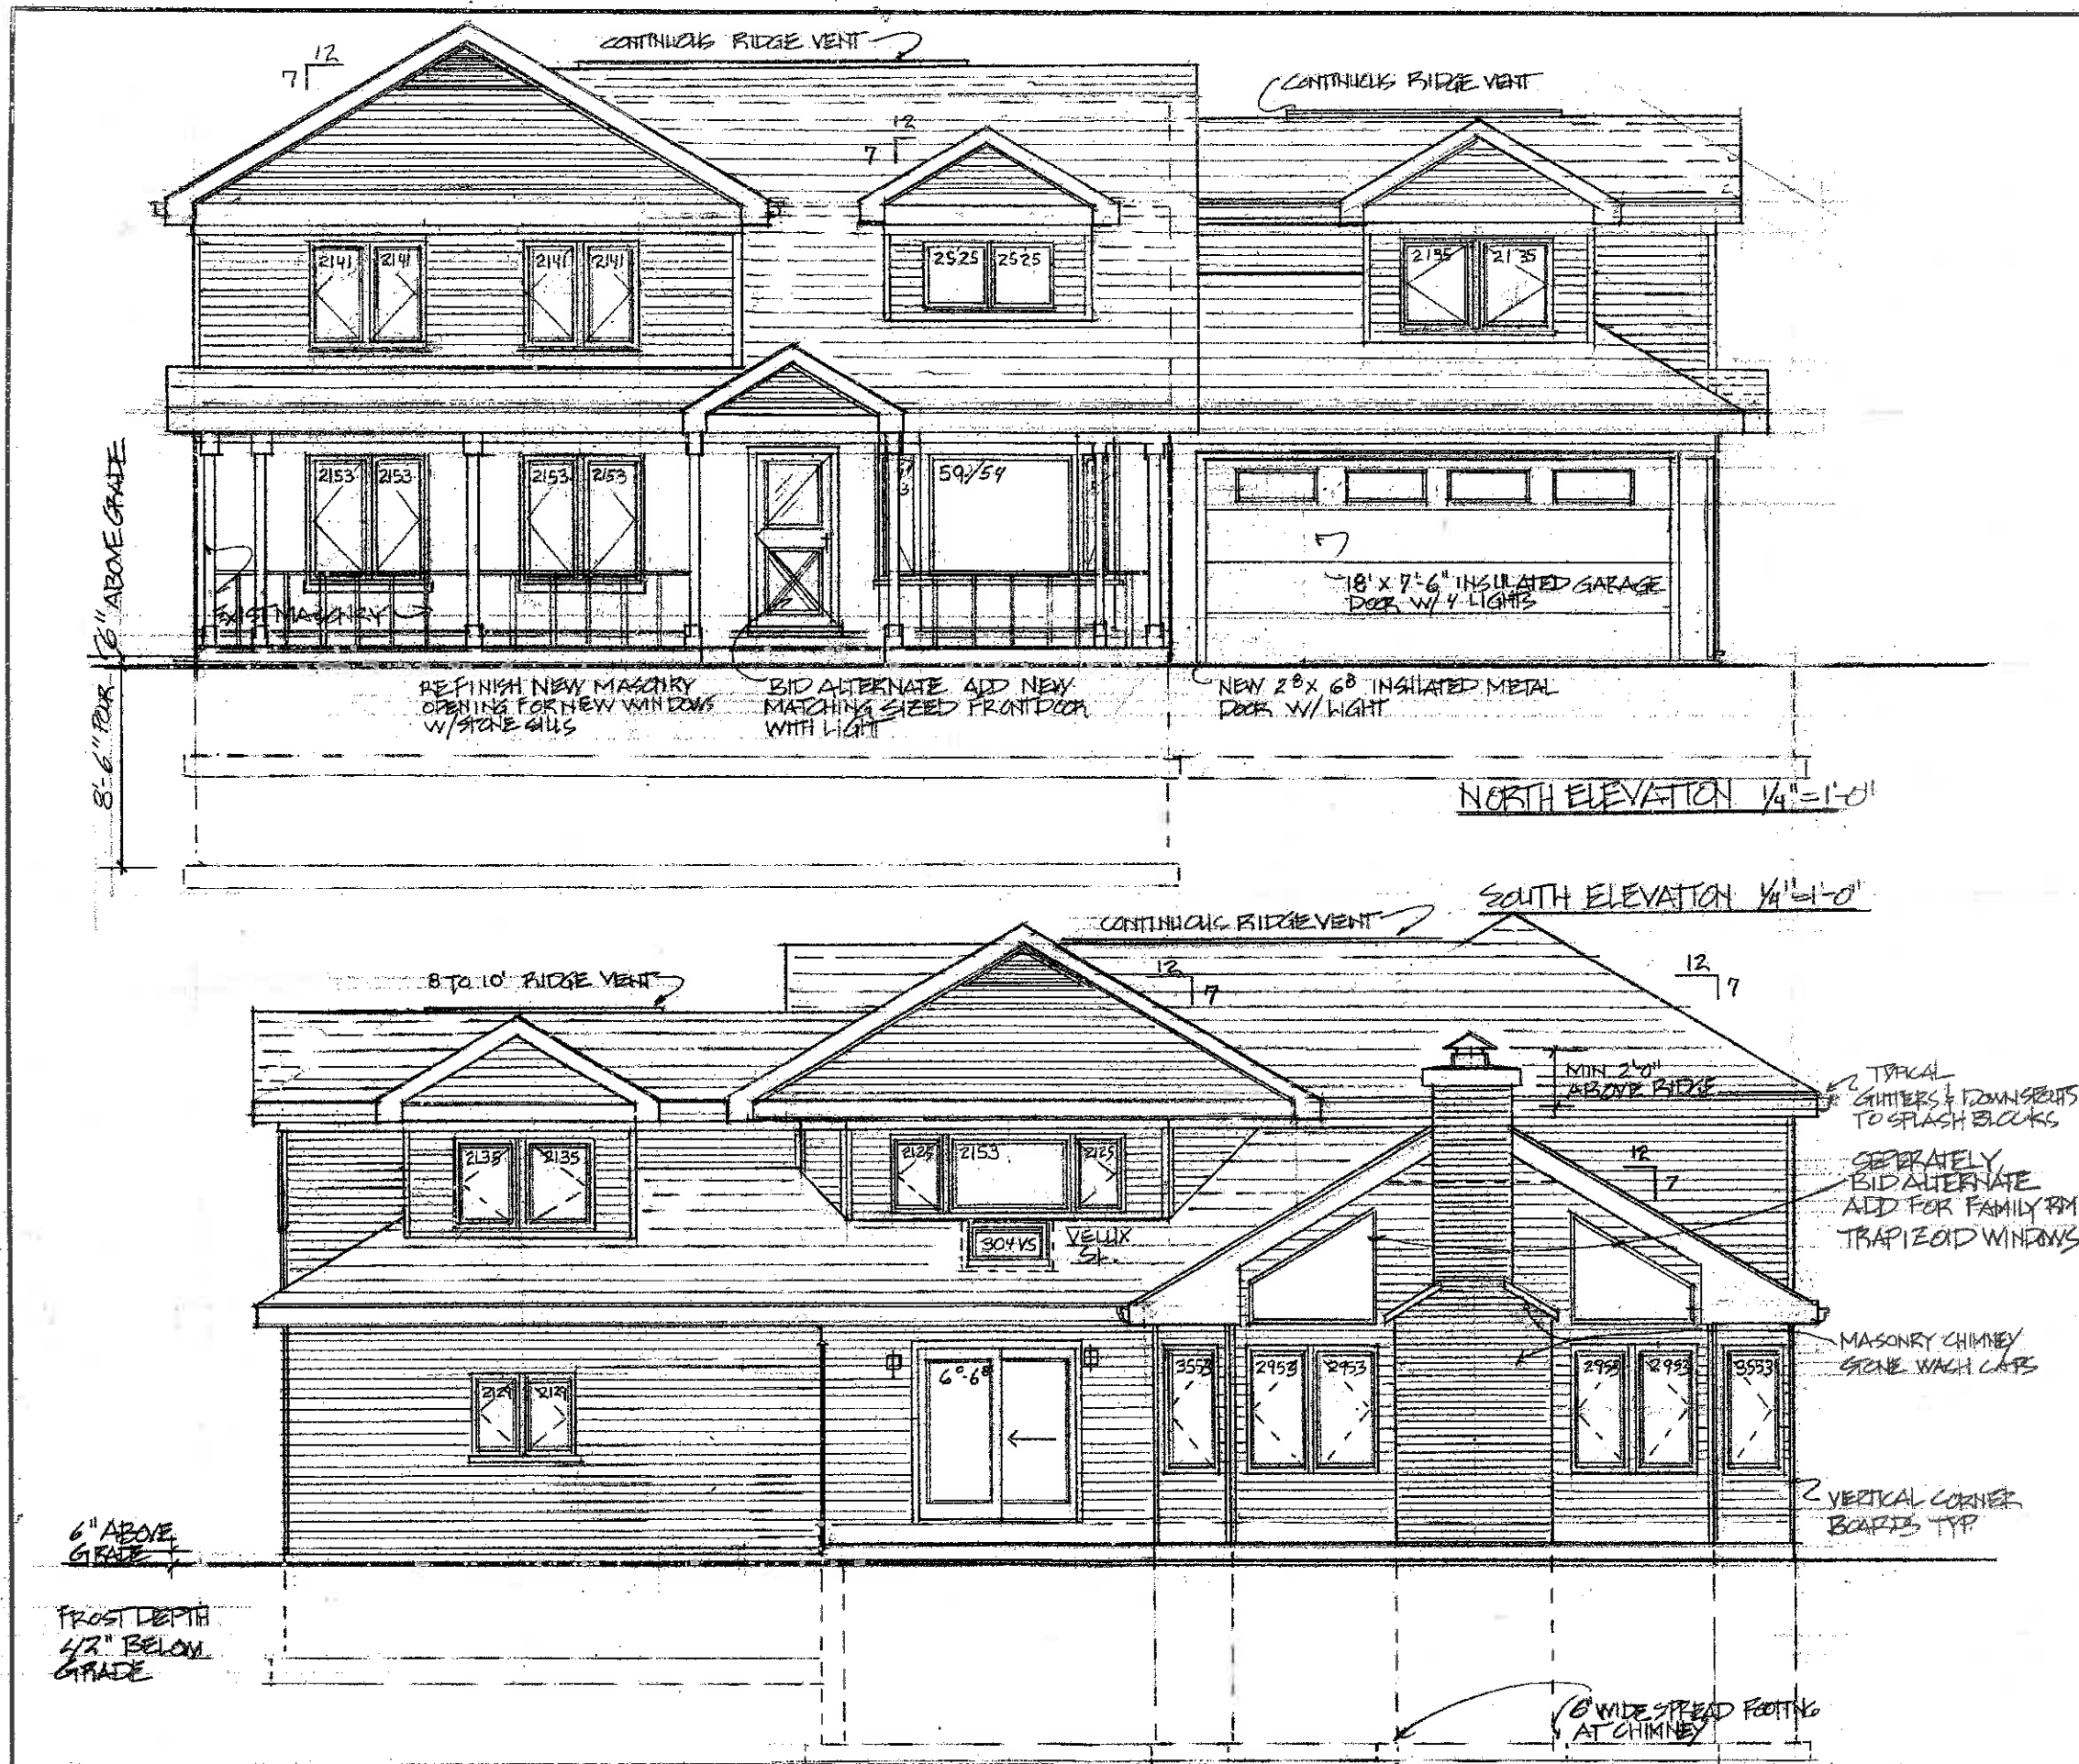 CONTINUOUS RIDGE VENT
12
7
CONTINUOUS RIDGE VENT
12
7
2141 2141 2141 2141
2525 2525
2135 2135
6" ABOVE GRADE
2153 2153 2153 2153
59/54
18' X 7'-6" INSULATED GARAGE
DOOR W/ 4 LIGHTS
EXIST MASONRY
8'-6" POUR
REFINISH NEW MASONRY
OPENING FOR NEW WINDOWS
W/ STONE SILLS
BID ALTERNATE ADD NEW
MATCHING SIZED FRONT DOOR
WITH LIGHT
NEW 2⁸ X 6⁸ INSULATED METAL
DOOR W/ LIGHT
NORTH ELEVATION 1/4"=1'-0"
SOUTH ELEVATION 1/4"=1'-0"
CONTINUOUS RIDGE VENT
8 TO 10' RIDGE VENT
12
7
12
7
MIN 2'0"
ABOVE RIDGE
TYPICAL
GUTTERS & DOWNSPOUTS
TO SPLASH BLOCKS
2135 2135
2125 2153 2125
12
7
SEPERATELY
BID ALTERNATE
ADD FOR FAMILY RM
TRAPIZOID WINDOWS
304VS
VELUX
SK.
MASONRY CHIMNEY
STONE WASH CAPS
2129 2129
6⁰-6⁸
3553 2953 2953 2953 2953 3553
VERTICAL CORNER
BOARDS TYP.
6" ABOVE
GRADE
FROST DEPTH
42" BELOW
GRADE
6" WIDE SPREAD FOOTING
AT CHIMNEY